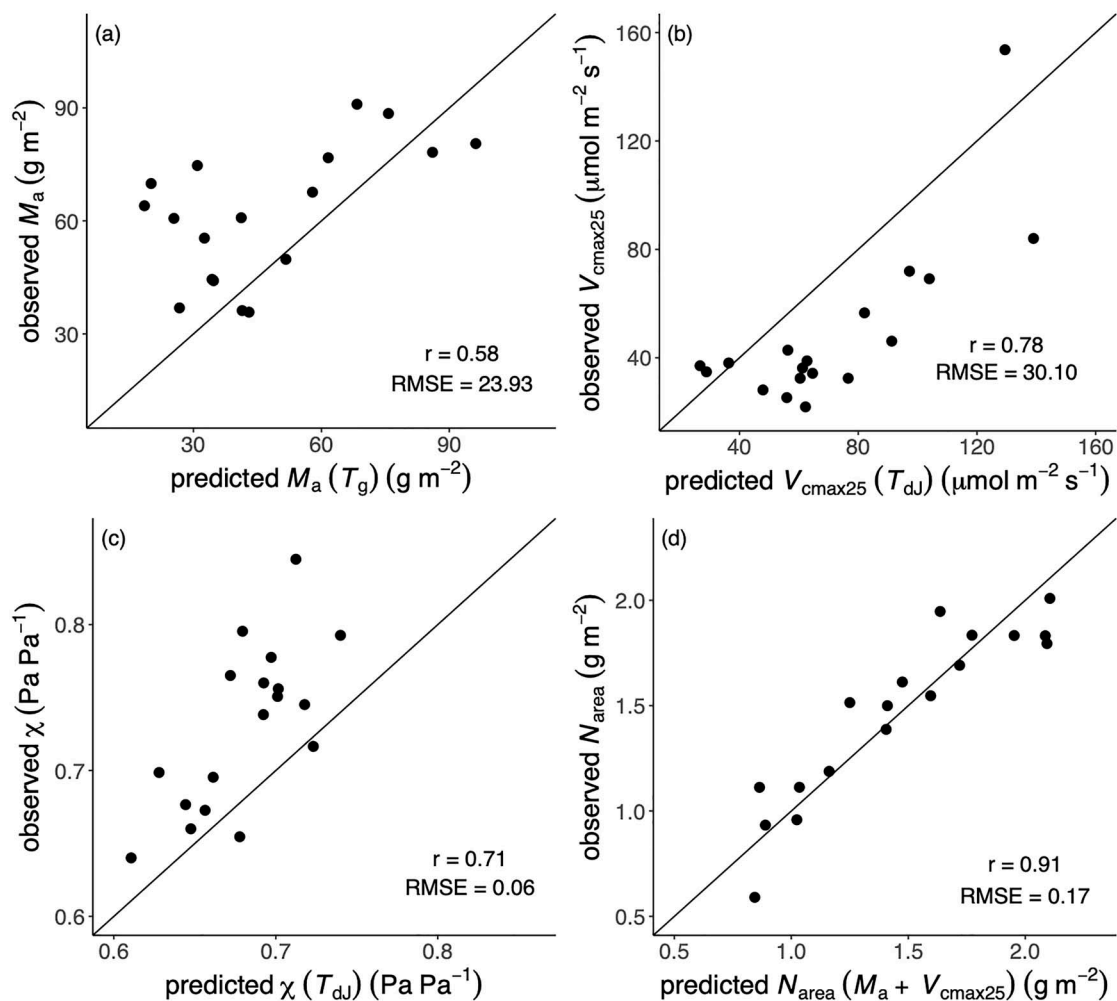 (a)
observed Ma (g m−2)
90
60
30
r = 0.58
RMSE = 23.93
30 60 90
predicted Ma (Tg) (g m−2)
(b)
observed Vcmax25 (μmol m−2 s−1)
160
120
80
40
r = 0.78
RMSE = 30.10
40 80 120 160
predicted Vcmax25 (TdJ) (μmol m−2 s−1)
(c)
observed χ (Pa Pa−1)
0.8
0.7
0.6
r = 0.71
RMSE = 0.06
0.6 0.7 0.8
predicted χ (TdJ) (Pa Pa−1)
(d)
observed Narea (g m−2)
2.0
1.5
1.0
0.5
r = 0.91
RMSE = 0.17
0.5 1.0 1.5 2.0
predicted Narea (Ma + Vcmax25) (g m−2)